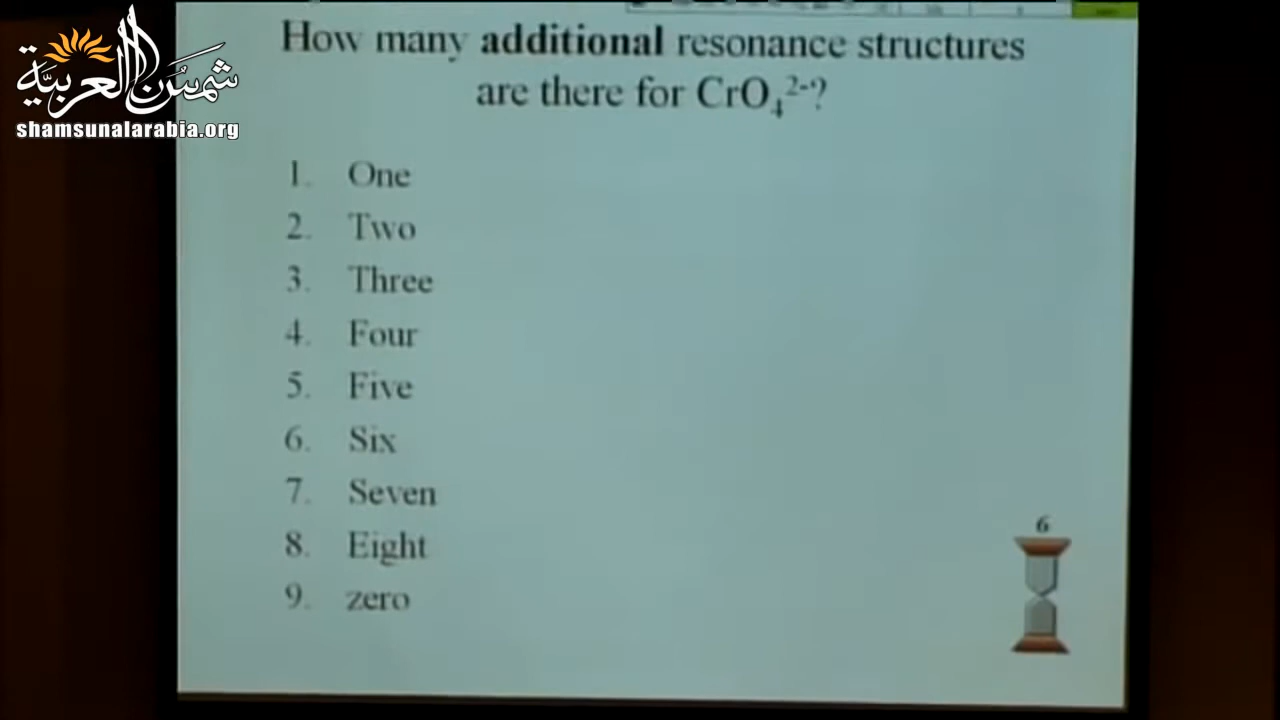 شمس العربية
shamsunalarabia.org
How many additional resonance structures
are there for CrO₄²⁻?
1. One
2. Two
3. Three
4. Four
5. Five
6. Six
7. Seven
8. Eight
9. zero
6